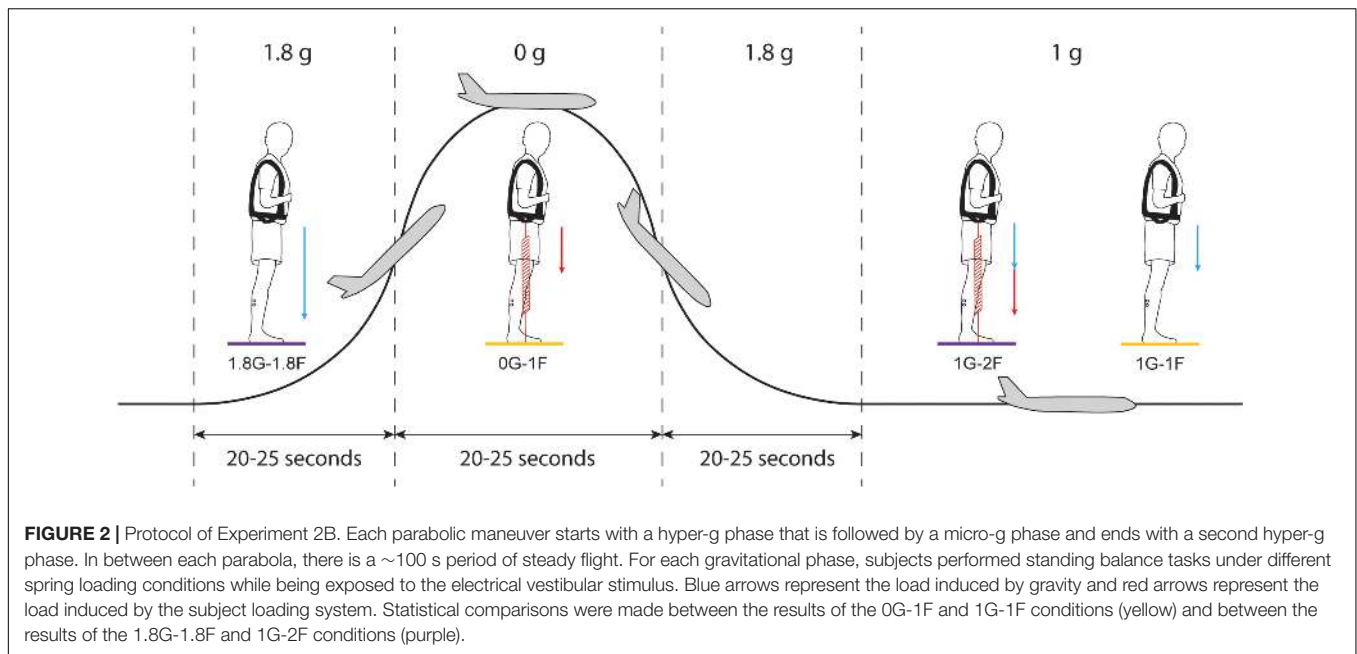 1.8 g 0 g 1.8 g 1 g
1.8G-1.8F 0G-1F 1G-2F 1G-1F
20-25 seconds 20-25 seconds 20-25 seconds
FIGURE 2 | Protocol of Experiment 2B. Each parabolic maneuver starts with a hyper-g phase that is followed by a micro-g phase and ends with a second hyper-g
phase. In between each parabola, there is a ~100 s period of steady flight. For each gravitational phase, subjects performed standing balance tasks under different
spring loading conditions while being exposed to the electrical vestibular stimulus. Blue arrows represent the load induced by gravity and red arrows represent the
load induced by the subject loading system. Statistical comparisons were made between the results of the 0G-1F and 1G-1F conditions (yellow) and between the
results of the 1.8G-1.8F and 1G-2F conditions (purple).